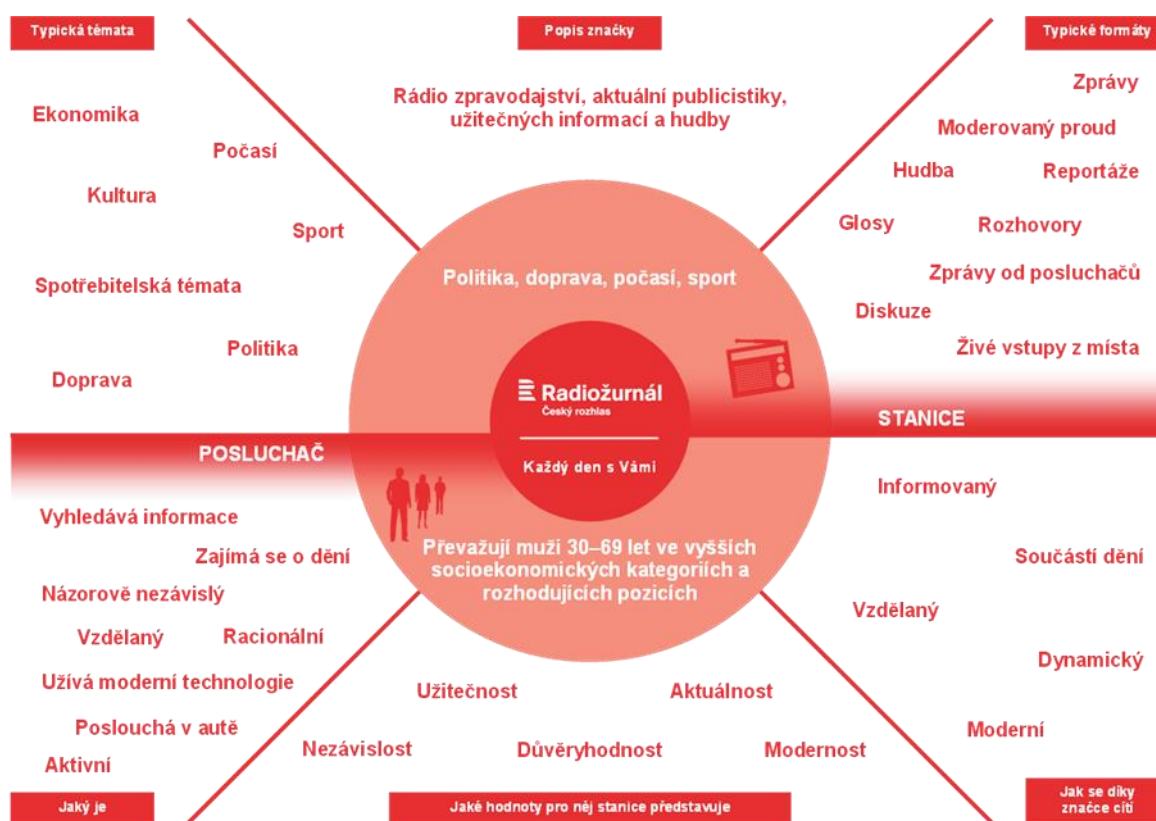 Typická témata
Popis značky
Typické formáty
Rádio zpravodajství, aktuální publicistiky,
užitečných informací a hudby
Ekonomika
Počasí
Kultura
Sport
Spotřebitelská témata
Politika
Doprava
Zprávy
Moderovaný proud
Hudba
Reportáže
Glosy
Rozhovory
Zprávy od posluchačů
Diskuze
Živé vstupy z místa
Politika, doprava, počasí, sport
Radiožurnál
Český rozhlas
Každý den s Vámi
STANICE
POSLUCHAČ
Převažují muži 30–69 let ve vyšších
socioekonomických kategoriích a
rozhodujících pozicích
Vyhledává informace
Zajímá se o dění
Názorově nezávislý
Vzdělaný
Racionální
Užívá moderní technologie
Poslouchá v autě
Aktivní
Užitečnost
Aktuálnost
Nezávislost
Důvěryhodnost
Modernost
Informovaný
Součástí dění
Vzdělaný
Dynamický
Moderní
Jaký je
Jaké hodnoty pro něj stanice představuje
Jak se díky
značce cítí